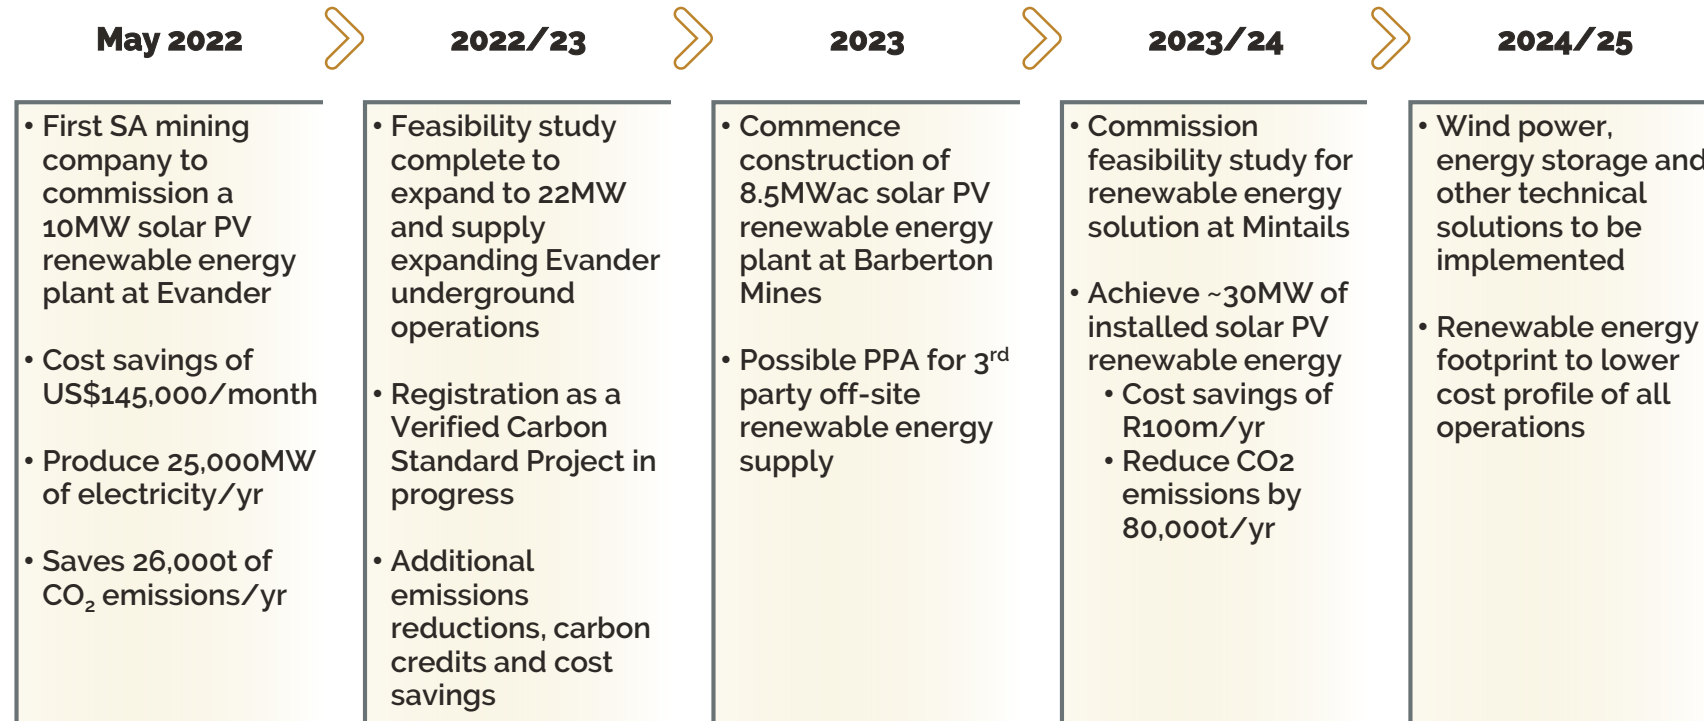 May 2022
2022/23
2023
2023/24
2024/25
• First SA mining
company to
commission a
10MW solar PV
renewable energy
plant at Evander
• Cost savings of
US$145,000/month
• Produce 25,000MW
of electricity/yr
• Saves 26,000t of
CO₂ emissions/yr
• Feasibility study
complete to
expand to 22MW
and supply
expanding Evander
underground
operations
• Registration as a
Verified Carbon
Standard Project in
progress
• Additional
emissions
reductions, carbon
credits and cost
savings
• Commence
construction of
8.5MWac solar PV
renewable energy
plant at Barberton
Mines
• Possible PPA for 3rd
party off-site
renewable energy
supply
• Commission
feasibility study for
renewable energy
solution at Mintails
• Achieve ~30MW of
installed solar PV
renewable energy
• Cost savings of
R100m/yr
• Reduce CO2
emissions by
80,000t/yr
• Wind power,
energy storage and
other technical
solutions to be
implemented
• Renewable energy
footprint to lower
cost profile of all
operations